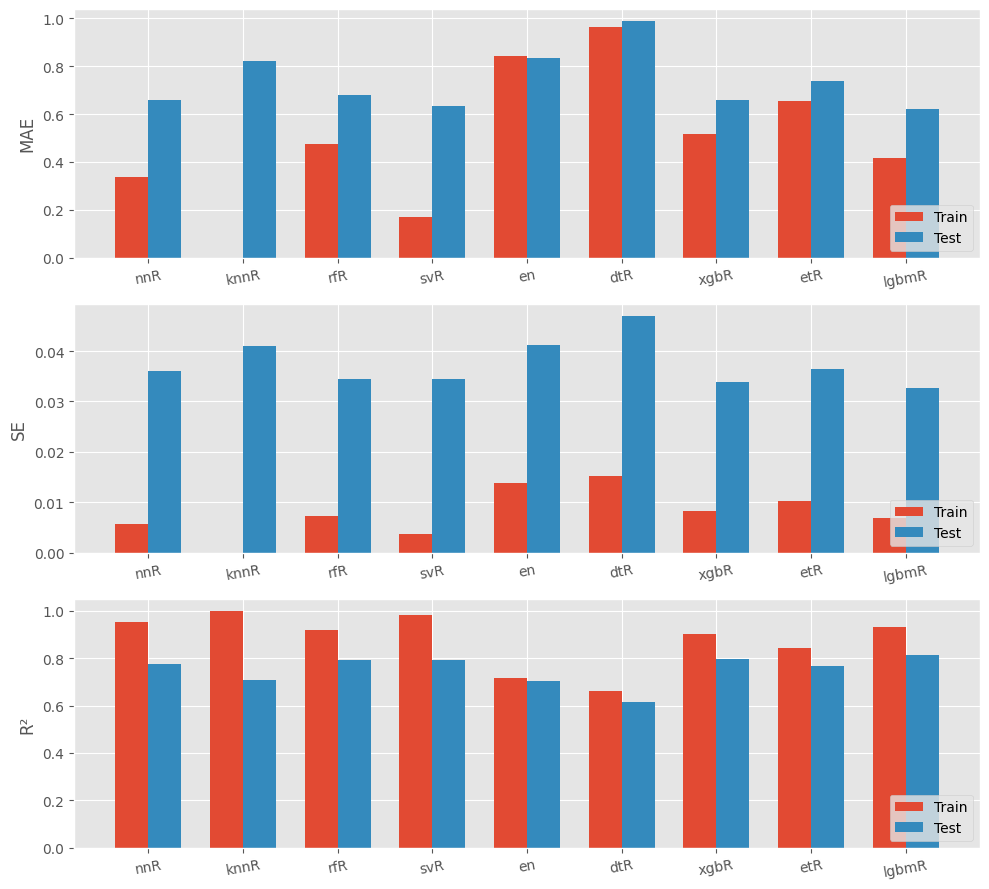 MAE
1.0
0.8
0.6
0.4
0.2
0.0
Train
Test
nnR knnR rfR svR en dtR xgbR etR lgbmR
SE
0.04
0.03
0.02
0.01
0.00
Train
Test
nnR knnR rfR svR en dtR xgbR etR lgbmR
R²
1.0
0.8
0.6
0.4
0.2
0.0
Train
Test
nnR knnR rfR svR en dtR xgbR etR lgbmR